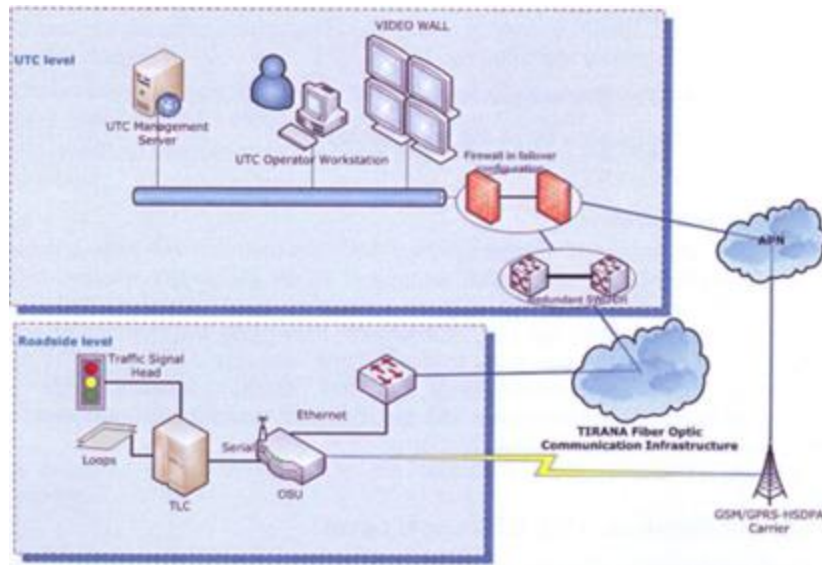 VIDEO WALL
UTC level
UTC Management
Server
UTC Operator Workstation
Firewall in failover
configuration
APN
Redundant SWITCH
Roadside level
Traffic Signal
Head
Ethernet
Loops
Serial
TLC
OSU
TIRANA Fiber Optic
Communication Infrastructure
GSM/GPRS-HSDPA
Carrier